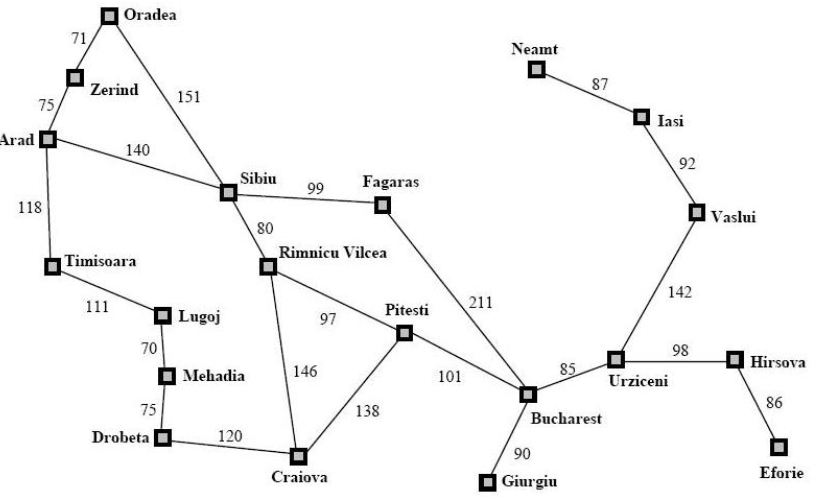 Oradea
71
Neamt
Zerind
87
75
151
Iasi
Arad
140
92
Sibiu
Fagaras
99
118
Vaslui
80
Timisoara
Rimnicu Vilcea
111
Lugoj
97
Pitesti
211
142
70
Mehadia
146
101
85
98
Hirsova
Urziceni
75
138
86
Drobeta
120
Bucharest
Craiova
90
Giurgiu
Eforie